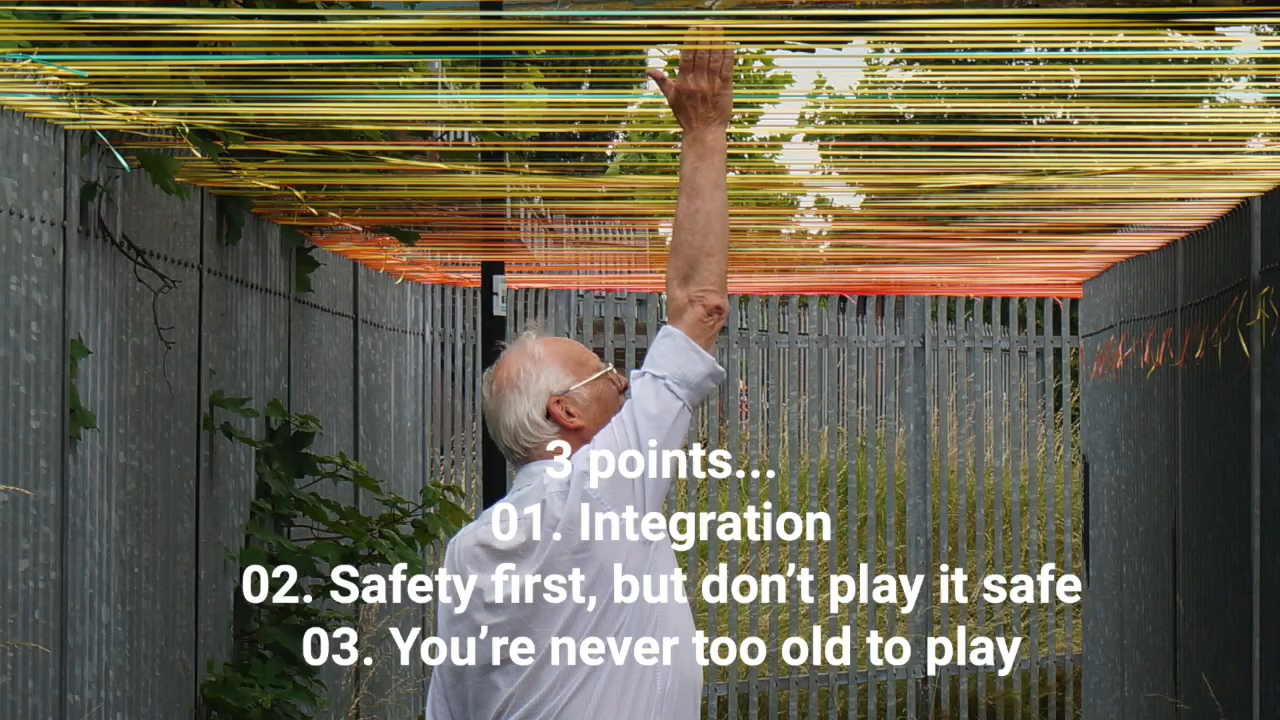 3 points...
01. Integration
02. Safety first, but don’t play it safe
03. You’re never too old to play